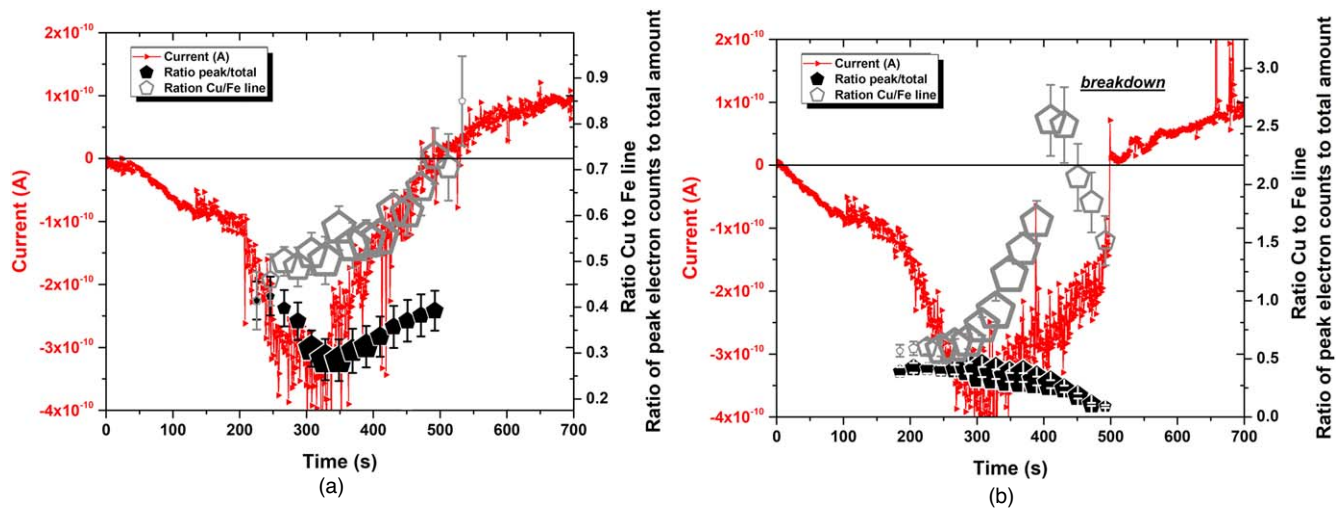 (a)
Current (A)
Ratio peak/total
Ration Cu/Fe line
2x10⁻¹⁰
1x10⁻¹⁰
0
-1x10⁻¹⁰
-2x10⁻¹⁰
-3x10⁻¹⁰
-4x10⁻¹⁰
Current (A)
0 100 200 300 400 500 600 700
Time (s)
0.9
0.8
0.7
0.6
0.5
0.4
0.3
0.2
Ratio Cu to Fe line
Ratio of peak electron counts to total amount
(a)
(b)
Current (A)
Ratio peak/total
Ration Cu/Fe line
breakdown
2x10⁻¹⁰
1x10⁻¹⁰
0
-1x10⁻¹⁰
-2x10⁻¹⁰
-3x10⁻¹⁰
-4x10⁻¹⁰
Current (A)
0 100 200 300 400 500 600 700
Time (s)
3.0
2.5
2.0
1.5
1.0
0.5
0.0
Ratio Cu to Fe line
Ratio of peak electron counts to total amount
(b)